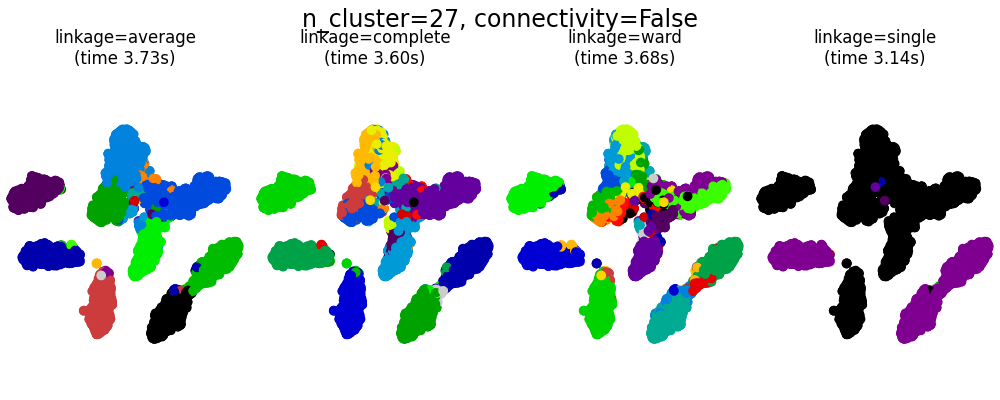 n_cluster=27, connectivity=False
linkage=average
(time 3.73s)
linkage=complete
(time 3.60s)
linkage=ward
(time 3.68s)
linkage=single
(time 3.14s)